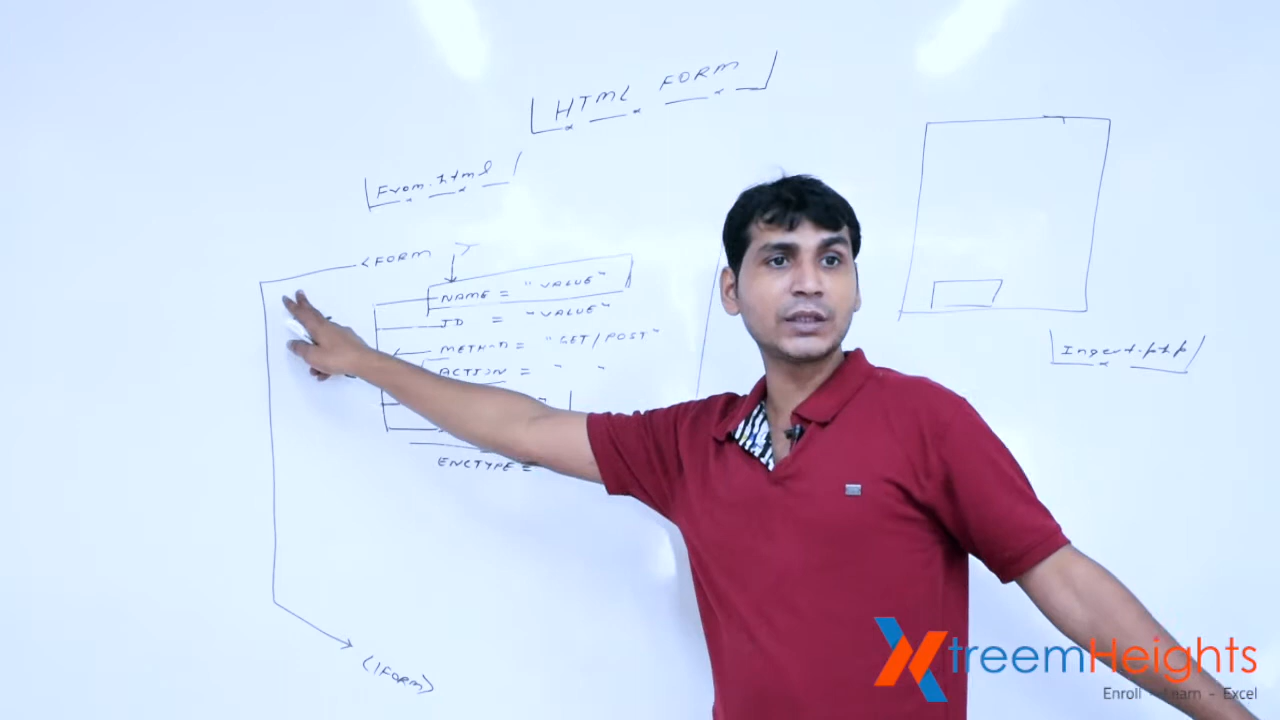 HTML FORM
From.html
<FORM >
NAME = "VALUE"
ID = "VALUE"
METHOD = "GET/POST"
ACTION = " "
ENCTYPE =
</FORM>
Insert.php
XtreemHeights
Enroll - Learn - Excel